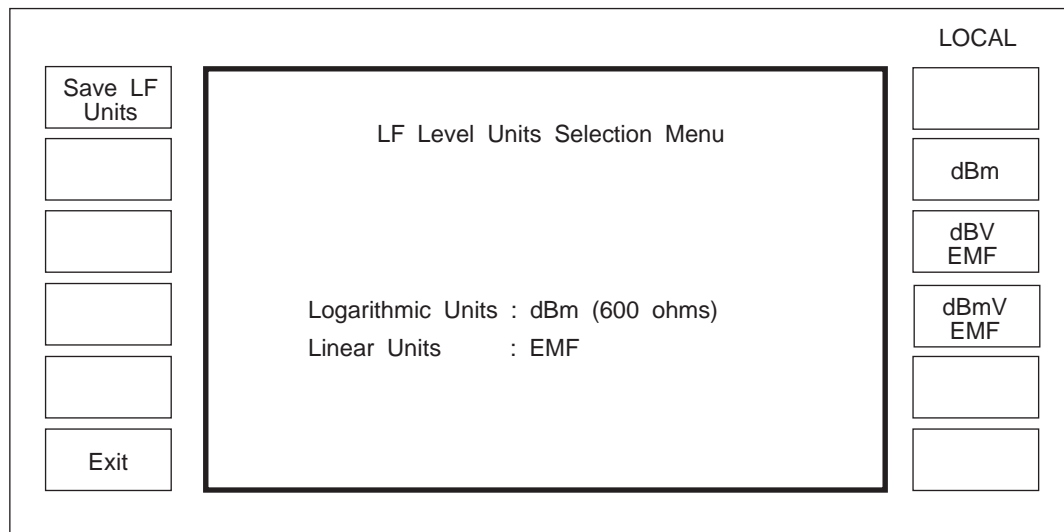 LOCAL
Save LF
Units
LF Level Units Selection Menu
dBm
dBV
EMF
Logarithmic Units : dBm (600 ohms)
Linear Units : EMF
dBmV
EMF
Exit